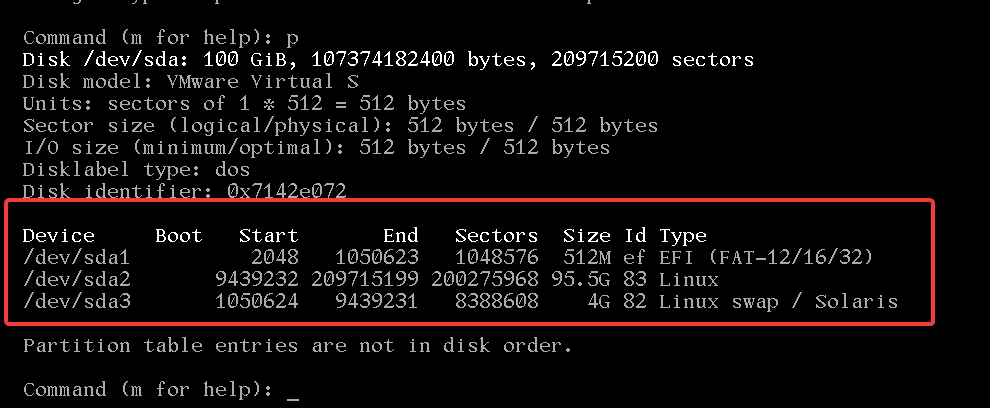 Command (m for help): p
Disk /dev/sda: 100 GiB, 107374182400 bytes, 209715200 sectors
Disk model: VMware Virtual S
Units: sectors of 1 * 512 = 512 bytes
Sector size (logical/physical): 512 bytes / 512 bytes
I/O size (minimum/optimal): 512 bytes / 512 bytes
Disklabel type: dos
Disk identifier: 0x7142e072
Device Boot Start End Sectors Size Id Type
/dev/sda1 2048 1050623 1048576 512M ef EFI (FAT-12/16/32)
/dev/sda2 9439232 209715199 200275968 95.5G 83 Linux
/dev/sda3 1050624 9439231 8388608 4G 82 Linux swap / Solaris
Partition table entries are not in disk order.
Command (m for help): _